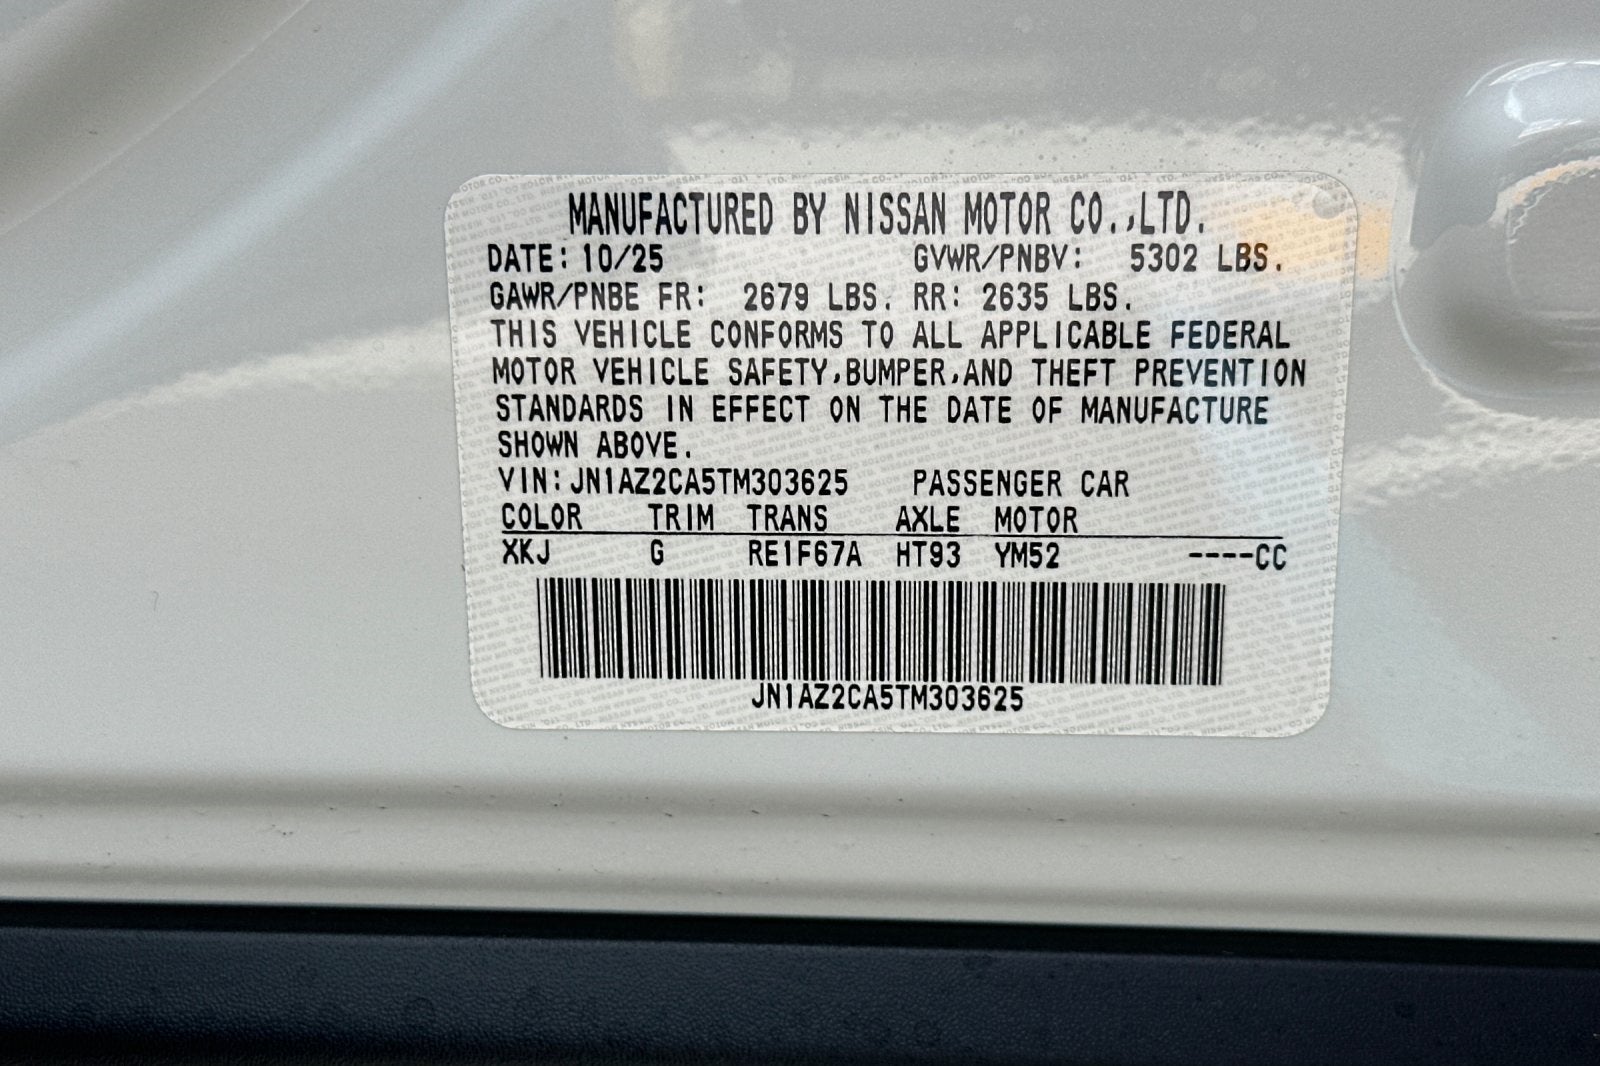 MANUFACTURED BY NISSAN MOTOR CO.,LTD.
DATE: 10/25 GVWR/PNBV: 5302 LBS.
GAWR/PNBE FR: 2679 LBS. RR: 2635 LBS.
THIS VEHICLE CONFORMS TO ALL APPLICABLE FEDERAL
MOTOR VEHICLE SAFETY,BUMPER,AND THEFT PREVENTION
STANDARDS IN EFFECT ON THE DATE OF MANUFACTURE
SHOWN ABOVE.
VIN:JN1AZ2CA5TM303625 PASSENGER CAR
COLOR TRIM TRANS AXLE MOTOR
XKJ G RE1F67A HT93 YM52 ----CC
JN1AZ2CA5TM303625